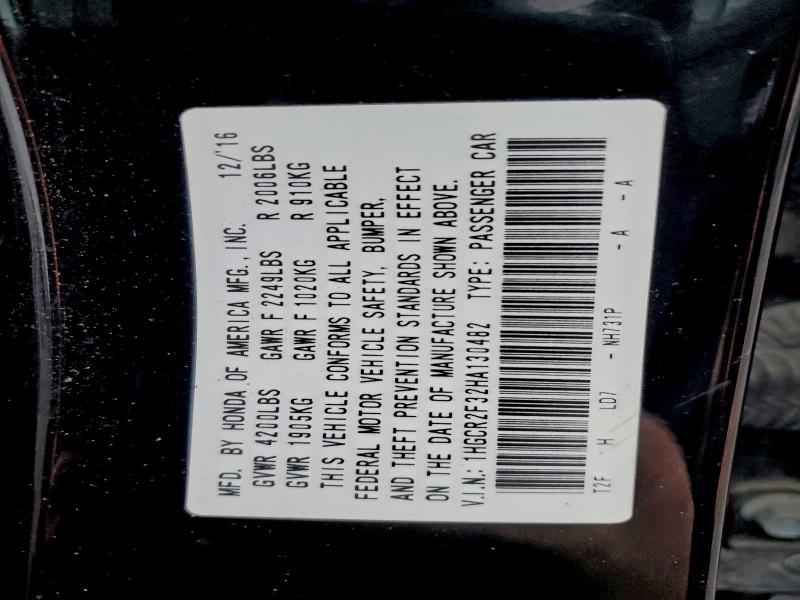 MFD. BY HONDA OF AMERICA MFG., INC. 12/'16
GVWR 4200LBS GAWR F 2249LBS R 2006LBS
GVWR 1905KG GAWR F 1020KG R 910KG
THIS VEHICLE CONFORMS TO ALL APPLICABLE
FEDERAL MOTOR VEHICLE SAFETY, BUMPER,
AND THEFT PREVENTION STANDARDS IN EFFECT
ON THE DATE OF MANUFACTURE SHOWN ABOVE.
V.I.N.: 1HGCR2F32HA130462 TYPE: PASSENGER CAR
T2F H LD7 - NH731P - A - A